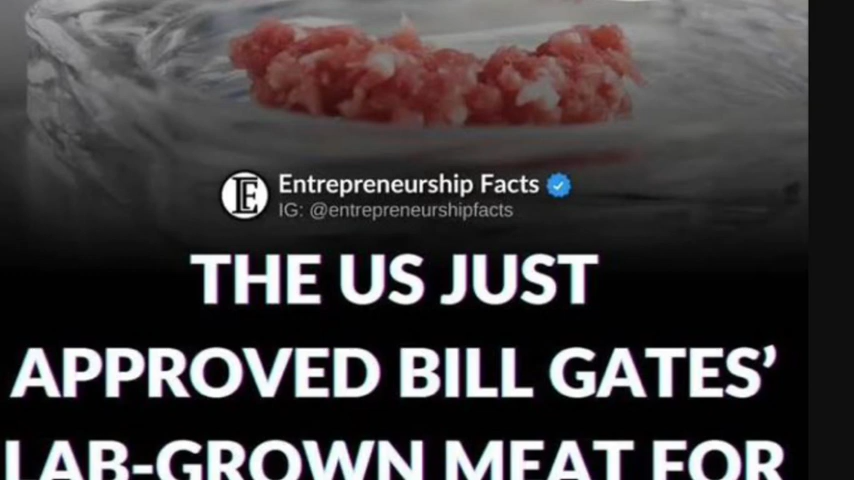 Entrepreneurship Facts
IG: @entrepreneurshipfacts
THE US JUST
APPROVED BILL GATES’
LAB-GROWN MEAT FOR